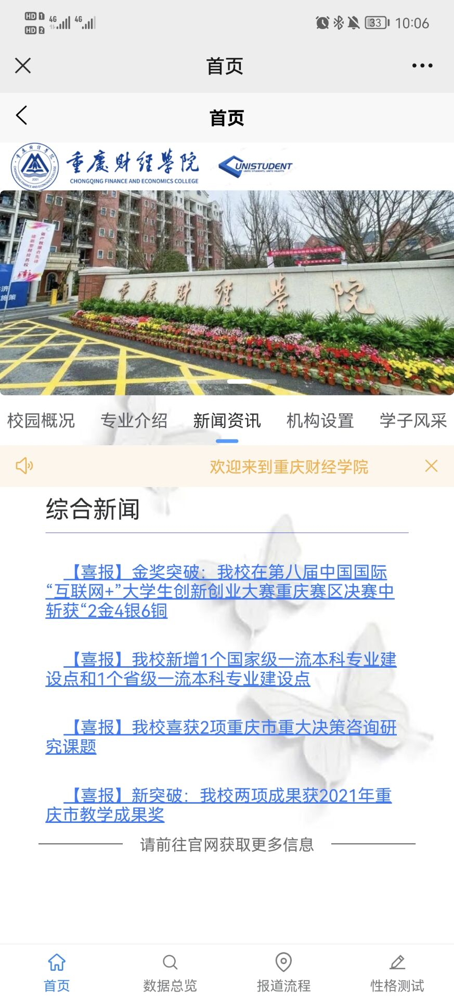 HD 1 4G 4G
HD 2
33 10:06
首页
首页
重慶财经学院
CHONGQING FINANCE AND ECONOMICS COLLEGE
UNISTUDENT
UNITE STUDENTS, UNITE HEARTS
2001
重慶财经学院
校园概况 专业介绍 新闻资讯 机构设置 学子风采
欢迎来到重庆财经学院
综合新闻
【喜报】金奖突破：我校在第八届中国国际
“互联网+”大学生创新创业大赛重庆赛区决赛中
斩获“2金4银6铜
【喜报】我校新增1个国家级一流本科专业建
设点和1个省级一流本科专业建设点
【喜报】我校喜获2项重庆市重大决策咨询研
究课题
【喜报】新突破：我校两项成果获2021年重
庆市教学成果奖
请前往官网获取更多信息
首页 数据总览 报道流程 性格测试